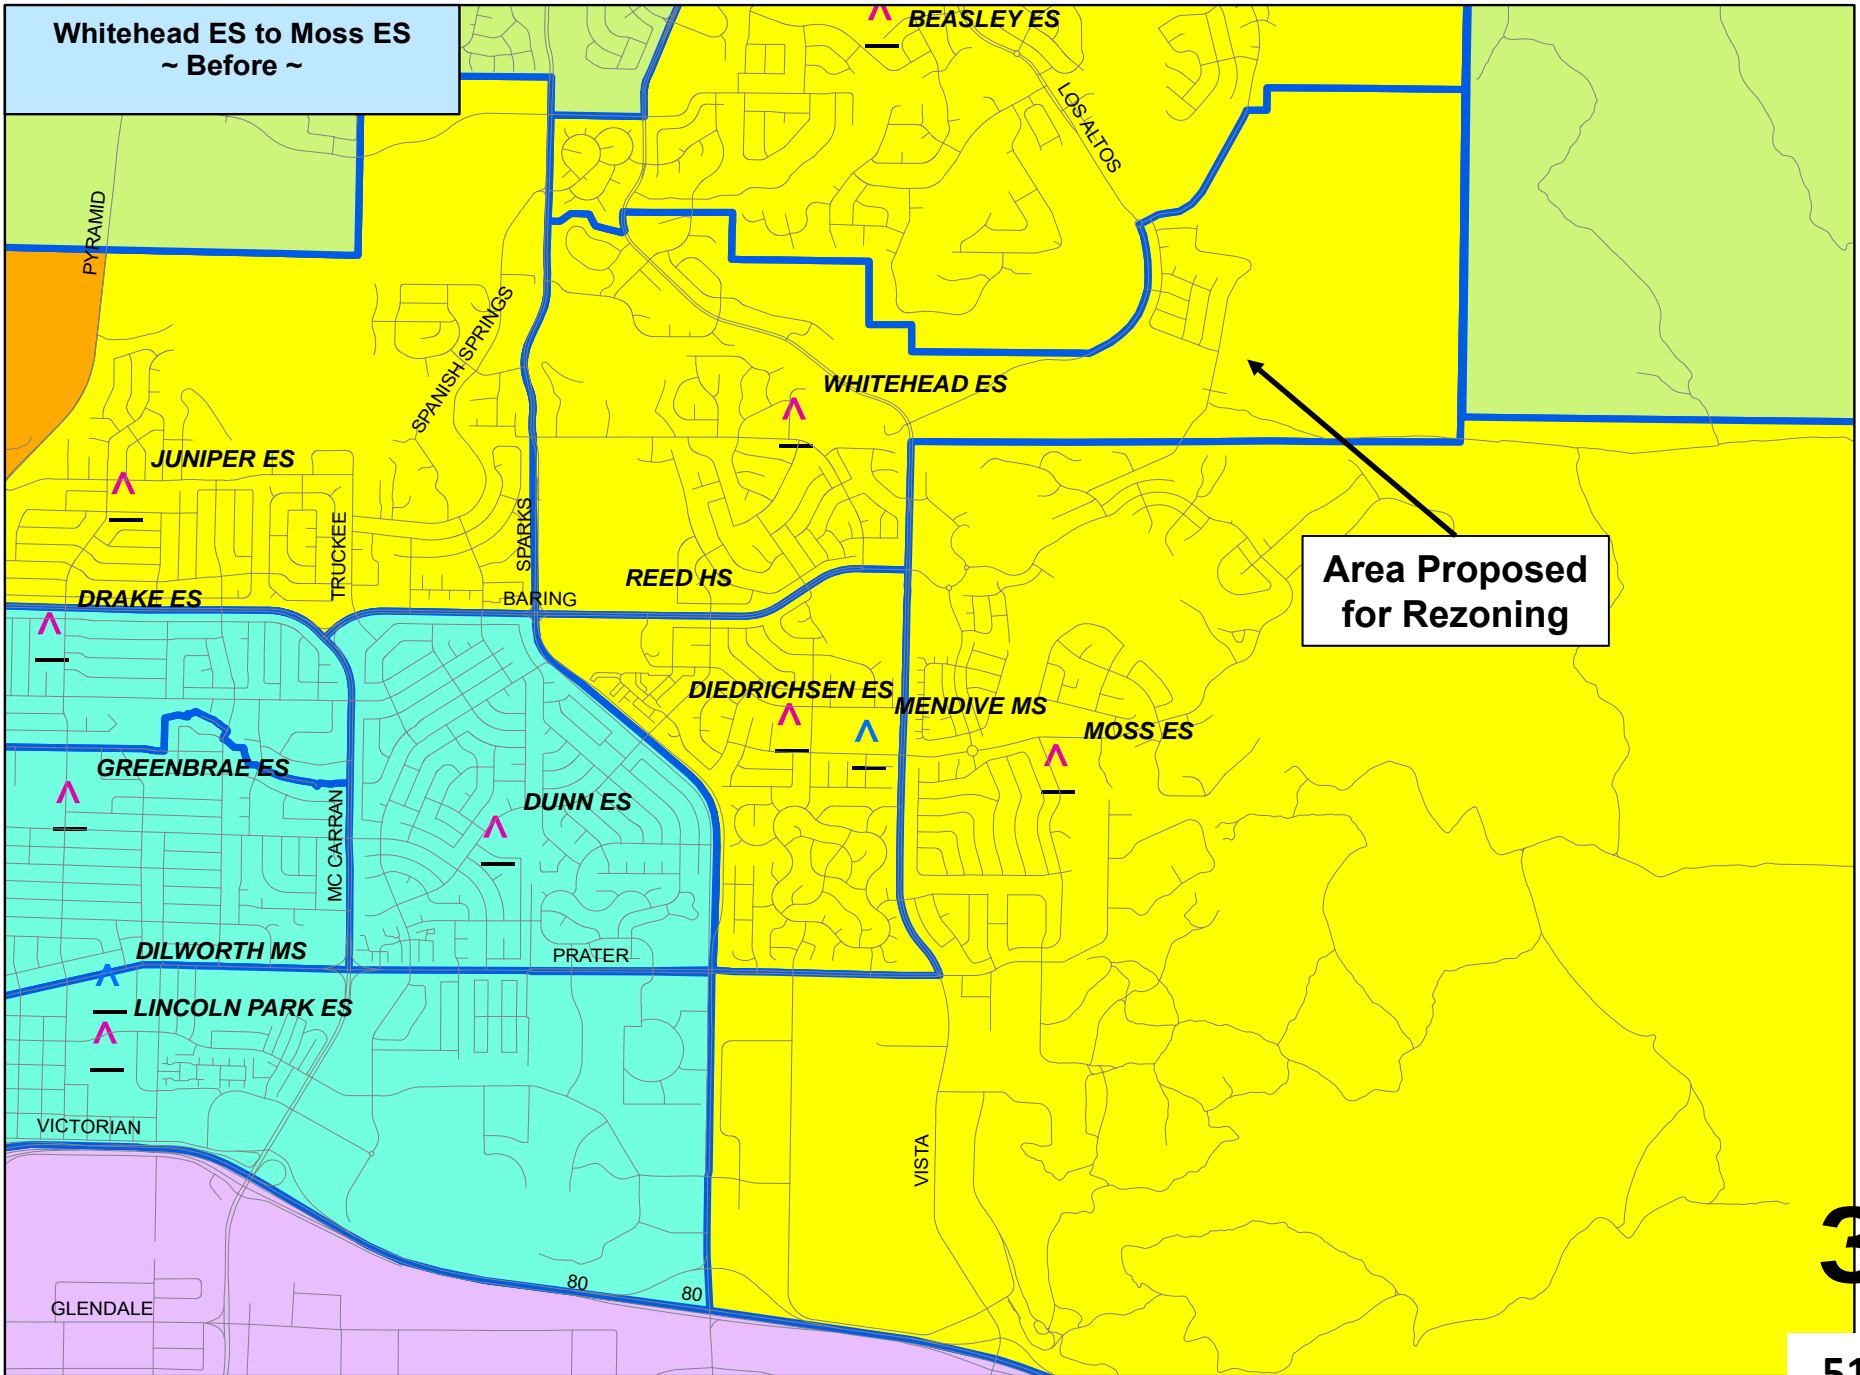 Whitehead ES to Moss ES
~ Before ~
BEASLEY ES
LOS ALTOS
PYRAMID
SPANISH SPRINGS
WHITEHEAD ES
JUNIPER ES
TRUCKEE
SPARKS
REED HS
BARING
Area Proposed
for Rezoning
DRAKE ES
DIEDRICHSEN ES
MENDIVE MS
MOSS ES
GREENBRAE ES
DUNN ES
MC CARRAN
DILWORTH MS
PRATER
LINCOLN PARK ES
VICTORIAN
VISTA
3
80
80
GLENDALE
51